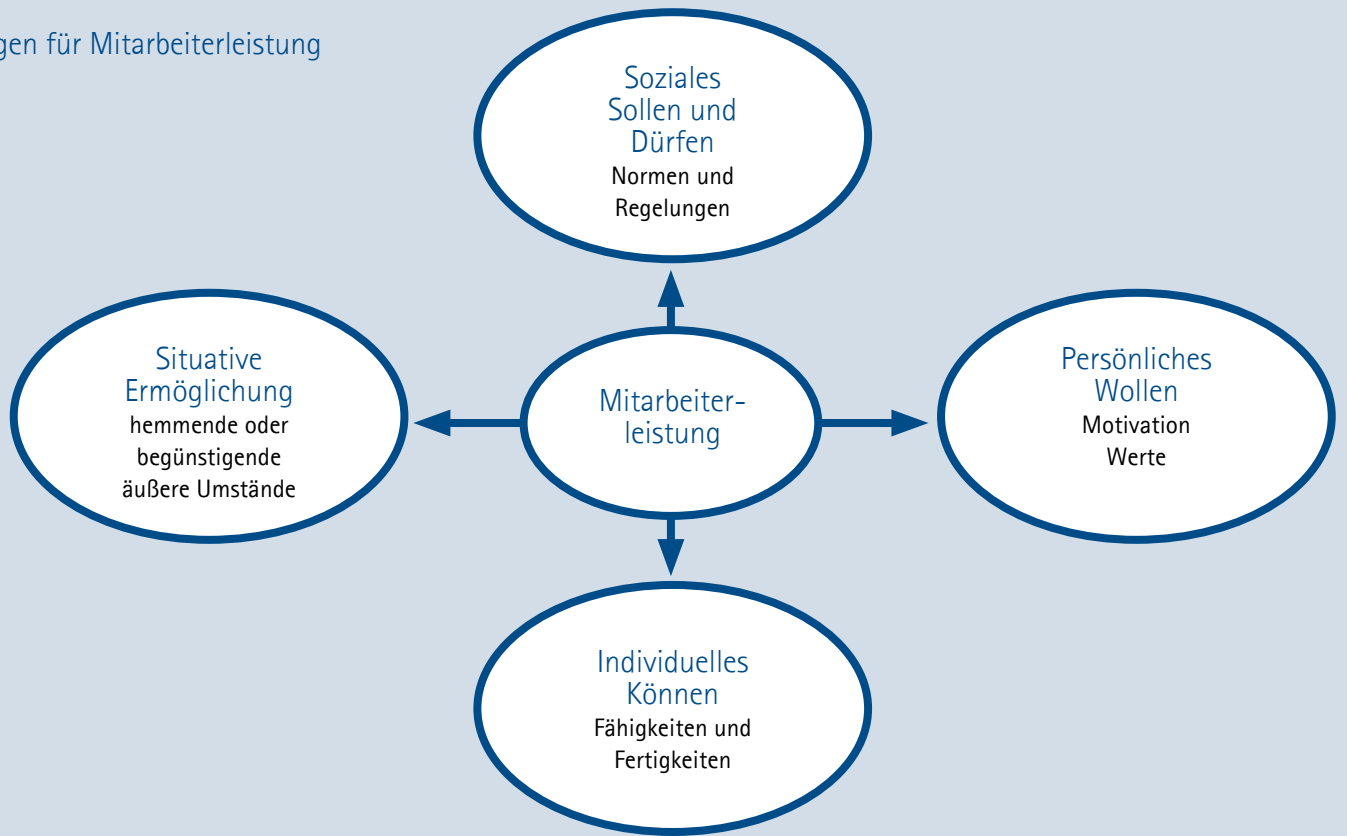 gen für Mitarbeiterleistung
Soziales
Sollen und
Dürfen
Normen und
Regelungen
Situative
Ermöglichung
hemmende oder
begünstigende
äußere Umstände
Mitarbeiter-
leistung
Persönliches
Wollen
Motivation
Werte
Individuelles
Können
Fähigkeiten und
Fertigkeiten